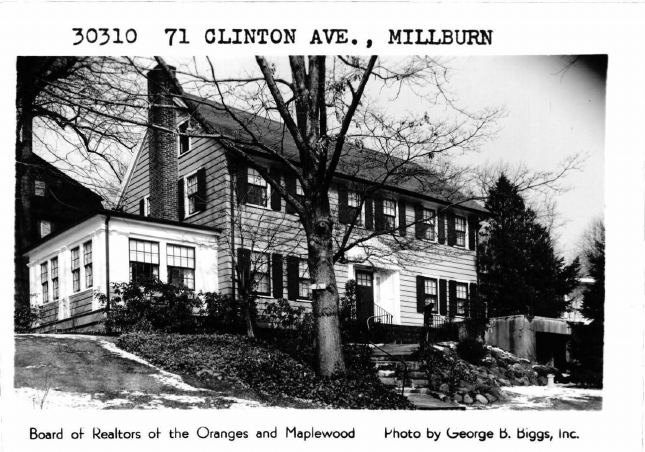 30310 71 CLINTON AVE., MILLBURN
Board of Realtors of the Oranges and Maplewood Photo by George B. Biggs, Inc.